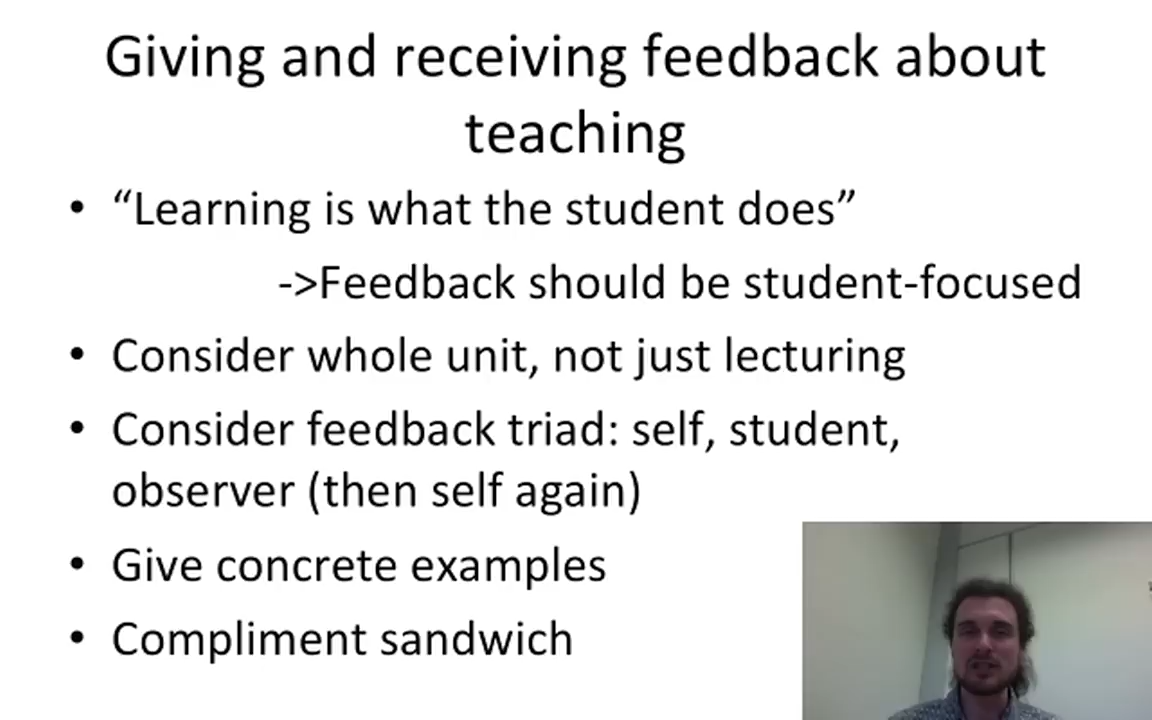 Giving and receiving feedback about
teaching
• “Learning is what the student does”
->Feedback should be student-focused
• Consider whole unit, not just lecturing
• Consider feedback triad: self, student,
observer (then self again)
• Give concrete examples
• Compliment sandwich